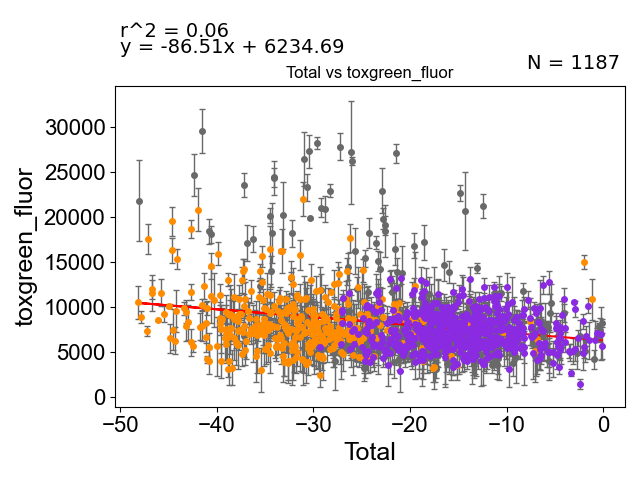 r^2 = 0.06
y = -86.51x + 6234.69
N = 1187
Total vs toxgreen_fluor
30000
25000
20000
15000
10000
5000
0
toxgreen_fluor
−50 −40 −30 −20 −10 0
Total